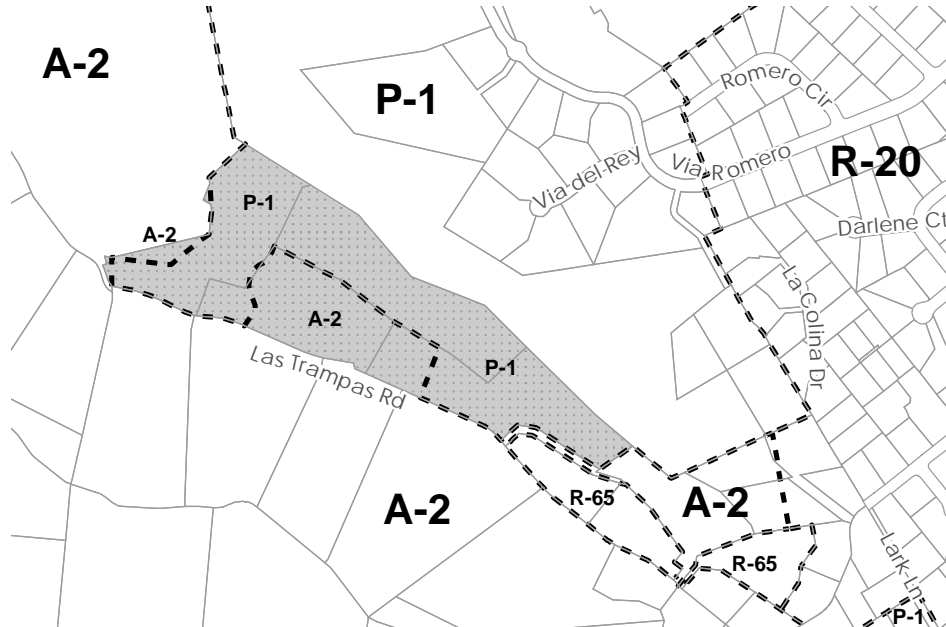 A-2
P-1
Romero Cir
Via Romero
R-20
Via del Rey
P-1
Darlene Ct
A-2
La Colina Dr
A-2
P-1
Las Trampas Rd
R-65
A-2
A-2
R-65
Lark Ln
P-1